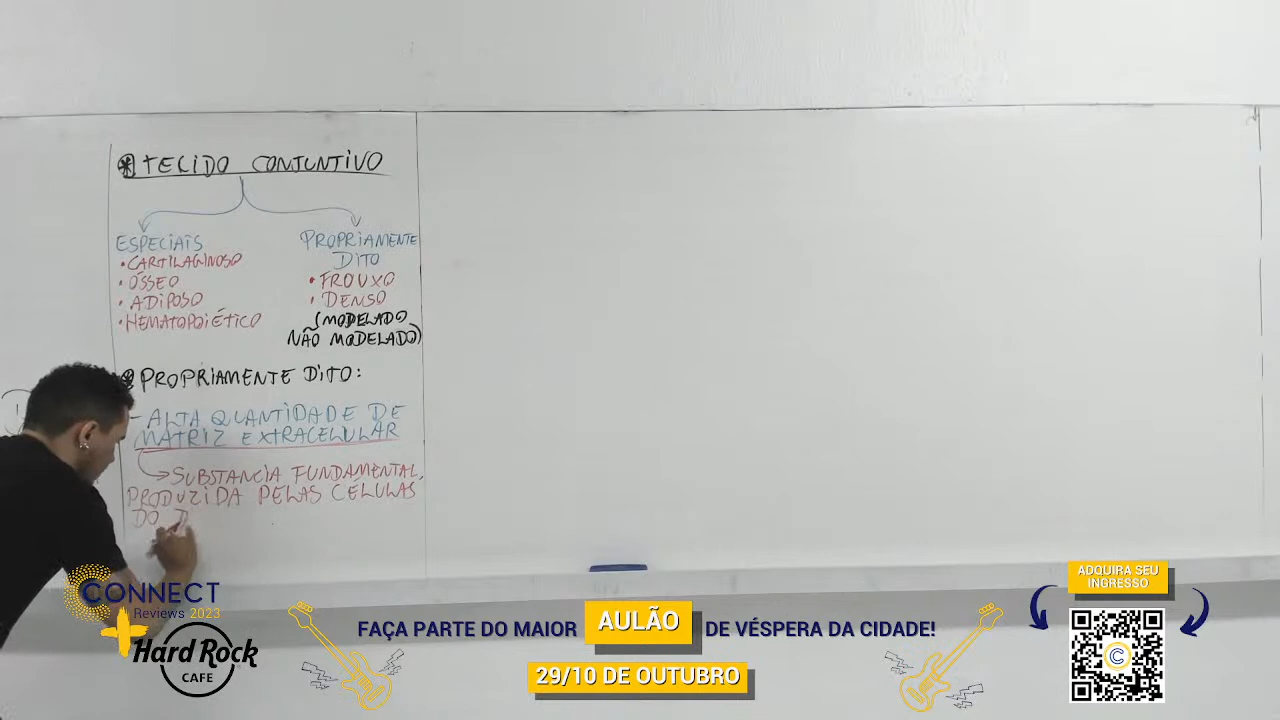 * TECIDO CONJUNTIVO
ESPECIAIS
• CARTILAGINOSO
• ÓSSEO
• ADIPOSO
• HEMATOPOIÉTICO
PROPRIAMENTE
DITO
• FROUXO
• DENSO
(MODELADO
NÃO MODELADO)
* PROPRIAMENTE DITO:
- ALTA QUANTIDADE DE
MATRIZ EXTRACELULAR
→ SUBSTANCIA FUNDAMENTAL,
PRODUZIDA PELAS CÉLULAS
DO
CONNECT
Reviews 2023
+ Hard Rock
CAFE
FAÇA PARTE DO MAIOR AULÃO DE VÉSPERA DA CIDADE!
29/10 DE OUTUBRO
ADQUIRA SEU
INGRESSO